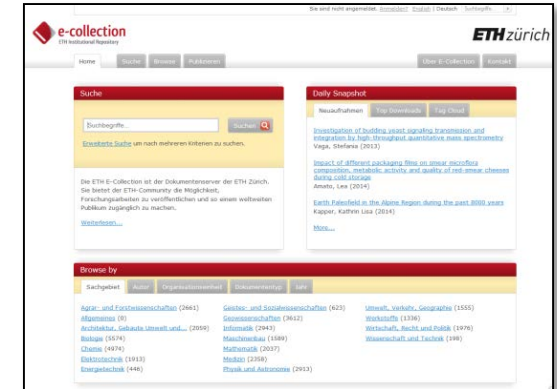 Sie sind nicht angemeldet. Anmelden? English | Deutsch Suchbegriffe...
e-collection
ETH Institutional Repository
ETH zürich
Home Suche Browse Publizieren Über E-Collection Kontakt
Suche
Suchbegriffe... Suchen
Erweiterte Suche um nach mehreren Kriterien zu suchen.
Die ETH E-Collection ist der Dokumentenserver der ETH Zürich.
Sie bietet der ETH-Community die Möglichkeit,
Forschungsarbeiten zu veröffentlichen und so einem weltweiten
Publikum zugänglich zu machen.
Weiterlesen...
Daily Snapshot
Neuaufnahmen Top Downloads Tag Cloud
Investigation of budding yeast signaling transmission and
integration by high-throughput quantitative mass spectrometry
Vaga, Stefania (2013)
Impact of different packaging films on smear microflora
composition, metabolic activity and quality of red-smear cheeses
during cold storage
Amato, Lea (2014)
Earth Paleofield in the Alpine Region during the past 8000 years
Kapper, Kathrin Lisa (2014)
More...
Browse by
Sachgebiet Autor Organisationseinheit Dokumententyp Jahr
Agrar- und Forstwissenschaften (2661)
Allgemeines (8)
Architektur, Gebaute Umwelt und... (2059)
Biologie (5574)
Chemie (4974)
Elektrotechnik (1913)
Energietechnik (446)
Geistes- und Sozialwissenschaften (623)
Geowissenschaften (3612)
Informatik (2943)
Maschinenbau (1589)
Mathematik (2037)
Medizin (2358)
Physik und Astronomie (2913)
Umwelt, Verkehr, Geographie (1555)
Werkstoffe (1336)
Wirtschaft, Recht und Politik (1976)
Wissenschaft und Technik (198)